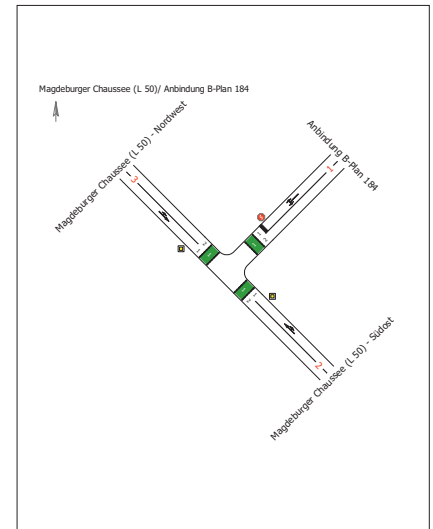 Magdeburger Chaussee (L 50)/ Anbindung B-Plan 184
Magdeburger Chaussee (L 50) - Nordwest
Anbindung B-Plan 184
3
1
2
Magdeburger Chaussee (L 50) - Südost